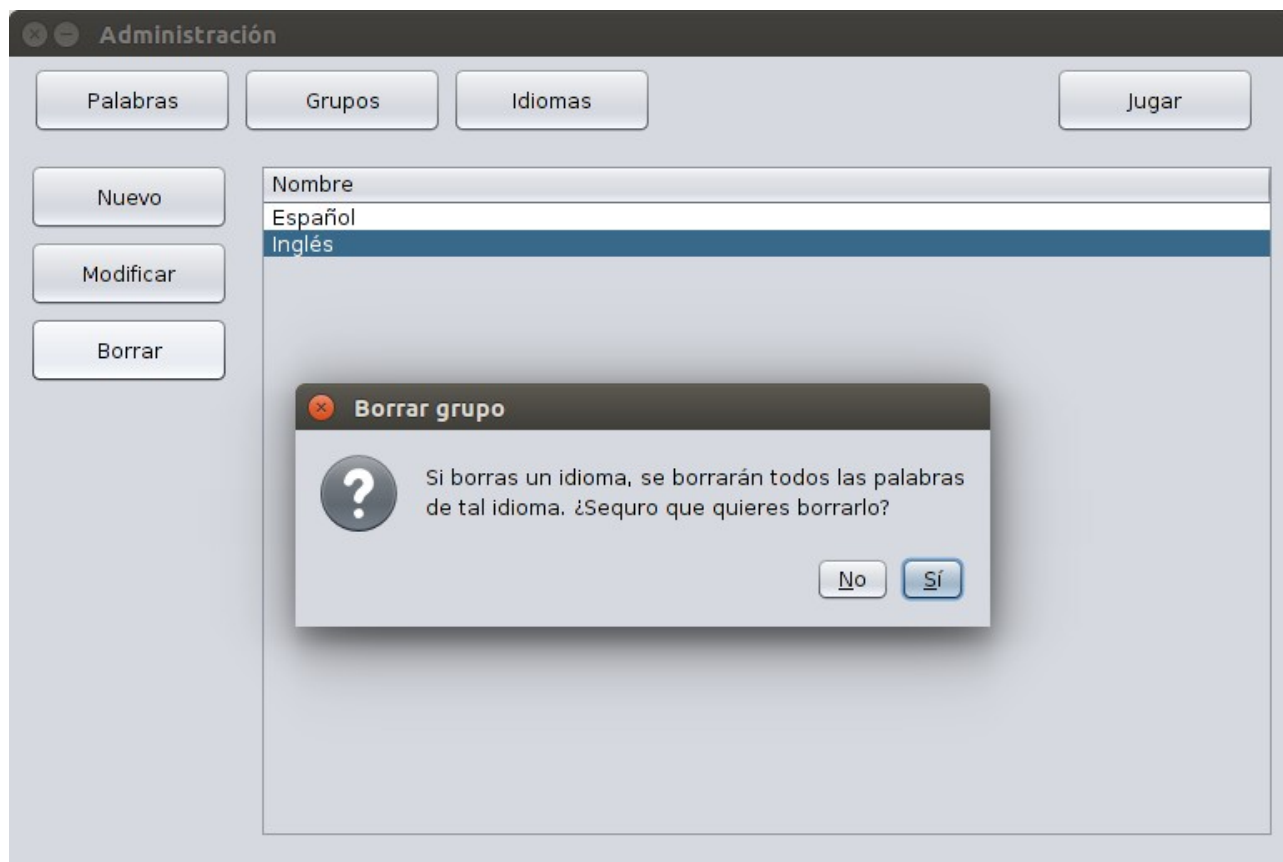 Administración
Palabras Grupos Idiomas Jugar
Nuevo
Modificar
Borrar
Nombre
Español
Inglés
Borrar grupo
Si borras un idioma, se borrarán todos las palabras
de tal idioma. ¿Sequro que quieres borrarlo?
No Sí